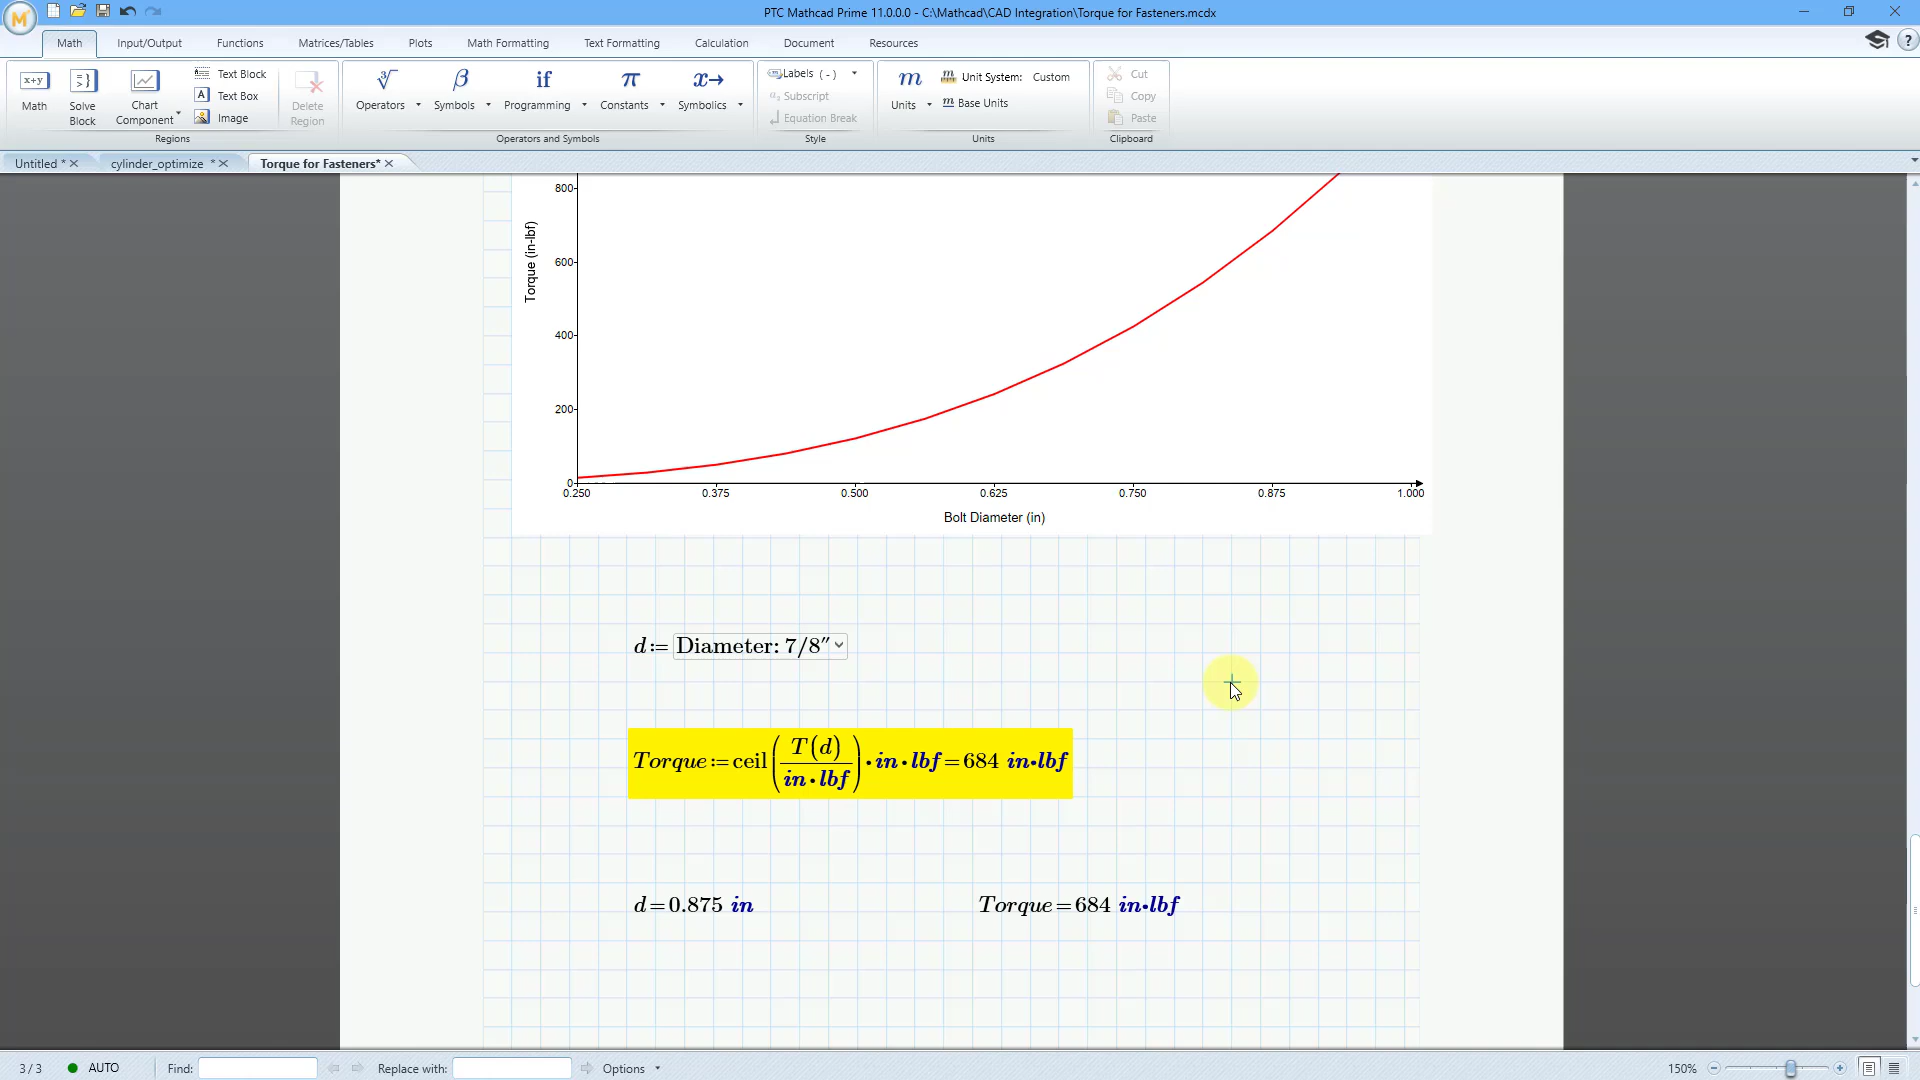 PTC Mathcad Prime 11.0.0.0 - C:\Mathcad\CAD Integration\Torque for Fasteners.mcdx
Math Input/Output Functions Matrices/Tables Plots Math Formatting Text Formatting Calculation Document Resources
Math
Solve Block
Chart Component
Text Block
Text Box
Image
Delete Region
Regions
Operators
Symbols
if
Programming
π
Constants
Symbolics
Operators and Symbols
Labels ( - )
Subscript
Equation Break
Style
Units
Unit System: Custom
Base Units
Units
Cut
Copy
Paste
Clipboard
Untitled * cylinder_optimize * Torque for Fasteners*
Torque (in-lbf)
800
600
400
200
0
0.250 0.375 0.500 0.625 0.750 0.875 1.000
Bolt Diameter (in)
d := Diameter: 7/8″
Torque := ceil( T(d) / in • lbf ) • in • lbf = 684 in•lbf
d = 0.875 in
Torque = 684 in•lbf
3 / 3 AUTO Find: Replace with: Options 150%